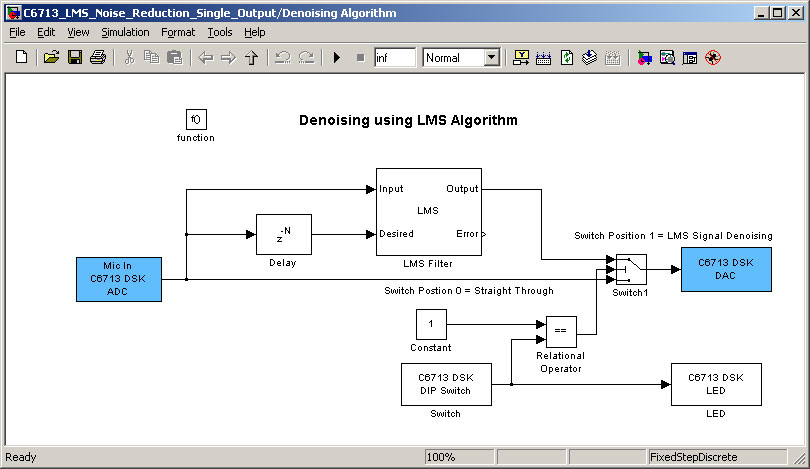 C6713_LMS_Noise_Reduction_Single_Output/Denoising Algorithm
File Edit View Simulation Format Tools Help
inf Normal
f()
function
Denoising using LMS Algorithm
Input Output
LMS
Desired Error
LMS Filter
-N
z
Delay
Switch Position 1 = LMS Signal Denoising
Mic In
C6713 DSK
ADC
C6713 DSK
DAC
Switch Postion 0 = Straight Through
Switch1
1
Constant
==
Relational
Operator
C6713 DSK
DIP Switch
Switch
C6713 DSK
LED
LED
Ready 100% FixedStepDiscrete